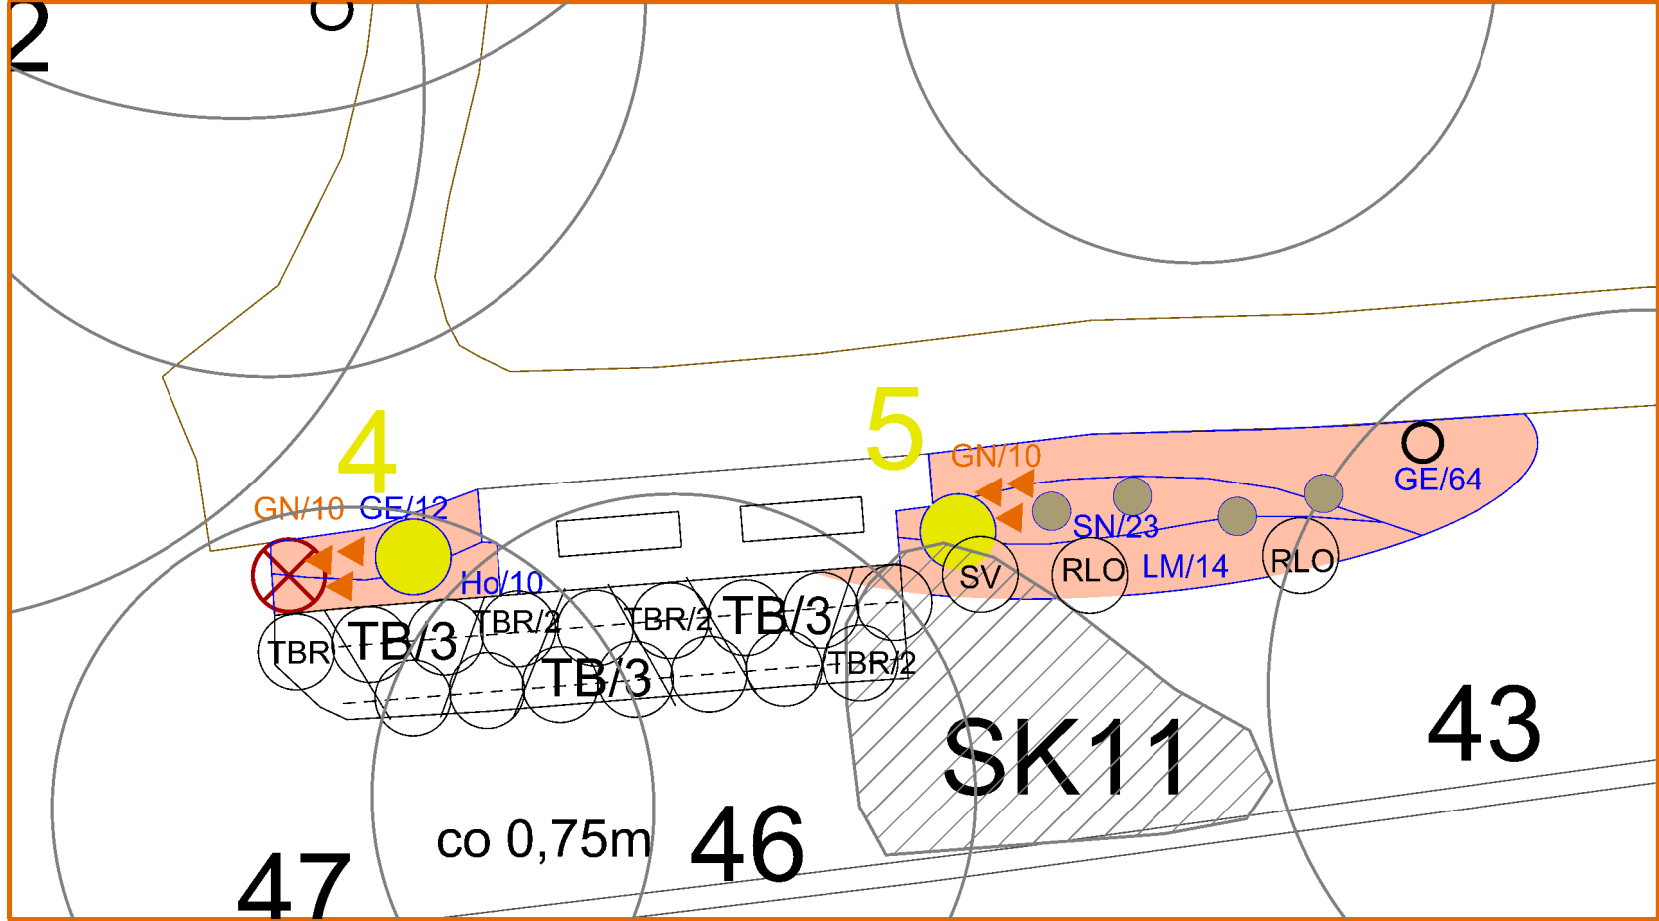 2
5
4
GN/10
GE/64
GN/10 GE/12
SN/23
RLO
LM/14
RLO
SV
Ho/10
TBR/2
TBR/2
TB/3
TB/3
TBR
TBR/2
TB/3
43
SK11
co 0,75m
46
47